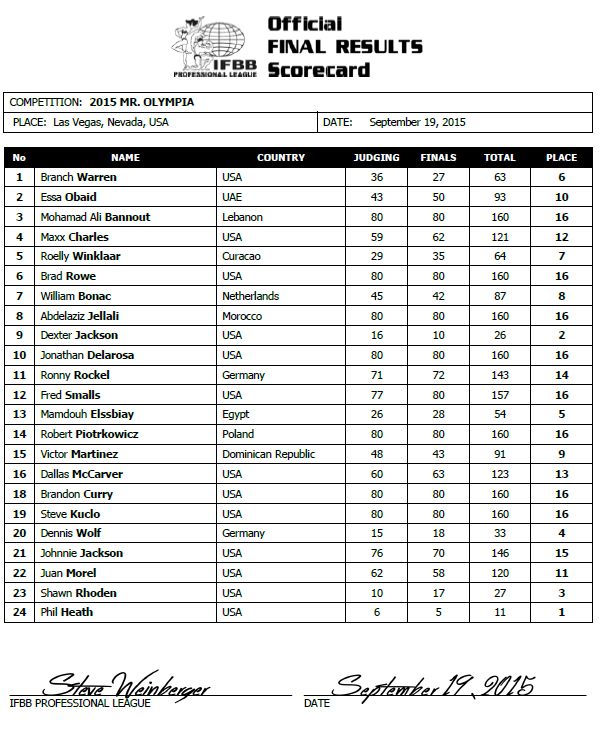 Official
FINAL RESULTS
Scorecard
IFBB
PROFESSIONAL LEAGUE
COMPETITION: 2015 MR. OLYMPIA
PLACE: Las Vegas, Nevada, USA DATE: September 19, 2015
No NAME COUNTRY JUDGING FINALS TOTAL PLACE
1 Branch Warren USA 36 27 63 6
2 Essa Obaid UAE 43 50 93 10
3 Mohamad Ali Bannout Lebanon 80 80 160 16
4 Maxx Charles USA 59 62 121 12
5 Roelly Winklaar Curacao 29 35 64 7
6 Brad Rowe USA 80 80 160 16
7 William Bonac Netherlands 45 42 87 8
8 Abdelaziz Jellali Morocco 80 80 160 16
9 Dexter Jackson USA 16 10 26 2
10 Jonathan Delarosa USA 80 80 160 16
11 Ronny Rockel Germany 71 72 143 14
12 Fred Smalls USA 77 80 157 16
13 Mamdouh Elssbiay Egypt 26 28 54 5
14 Robert Piotrkowicz Poland 80 80 160 16
15 Victor Martinez Dominican Republic 48 43 91 9
16 Dallas McCarver USA 60 63 123 13
18 Brandon Curry USA 80 80 160 16
19 Steve Kuclo USA 80 80 160 16
20 Dennis Wolf Germany 15 18 33 4
21 Johnnie Jackson USA 76 70 146 15
22 Juan Morel USA 62 58 120 11
23 Shawn Rhoden USA 10 17 27 3
24 Phil Heath USA 6 5 11 1
Steve Weinberger September 19, 2015
IFBB PROFESSIONAL LEAGUE DATE